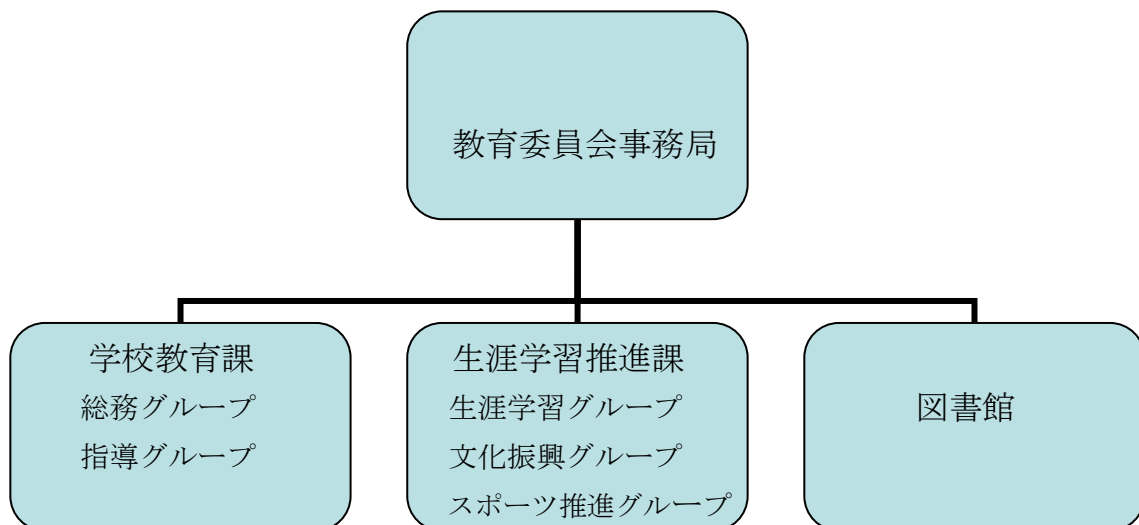 教育委員会事務局
学校教育課
総務グループ
指導グループ
生涯学習推進課
生涯学習グループ
文化振興グループ
スポーツ推進グループ
図書館